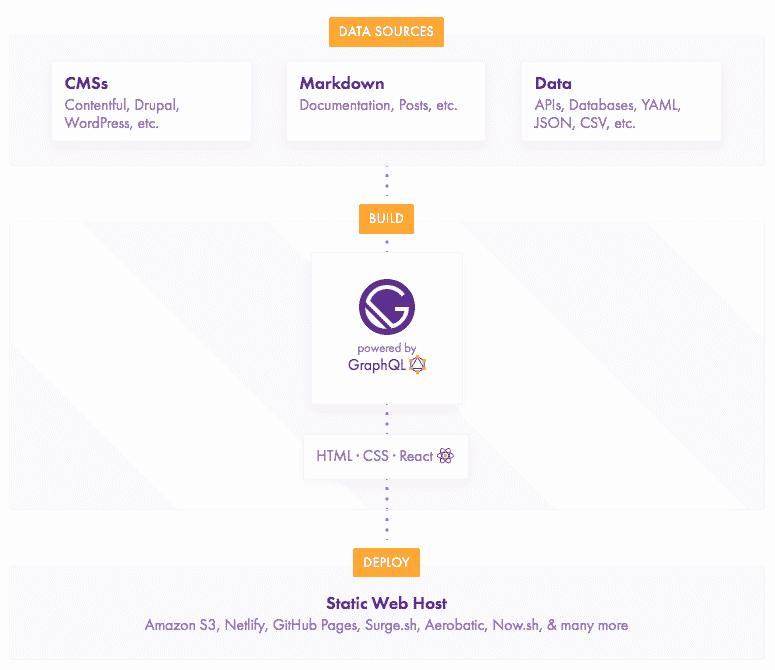 DATA SOURCES
CMSs
Contentful, Drupal,
WordPress, etc.
Markdown
Documentation, Posts, etc.
Data
APIs, Databases, YAML,
JSON, CSV, etc.
BUILD
powered by
GraphQL
HTML · CSS · React
DEPLOY
Static Web Host
Amazon S3, Netlify, GitHub Pages, Surge.sh, Aerobatic, Now.sh, & many more